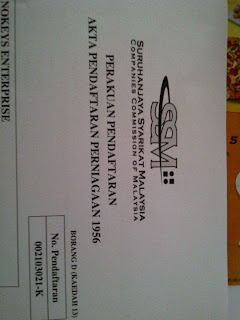 SSM
SURUHANJAYA SYARIKAT MALAYSIA
COMPANIES COMMISSION OF MALAYSIA
BORANG D (KAEDAH 13)
PERAKUAN PENDAFTARAN
AKTA PENDAFTARAN PERNIAGAAN 1956
No. Pendaftaran
002103021-K
NOKEYS ENTERPRISE